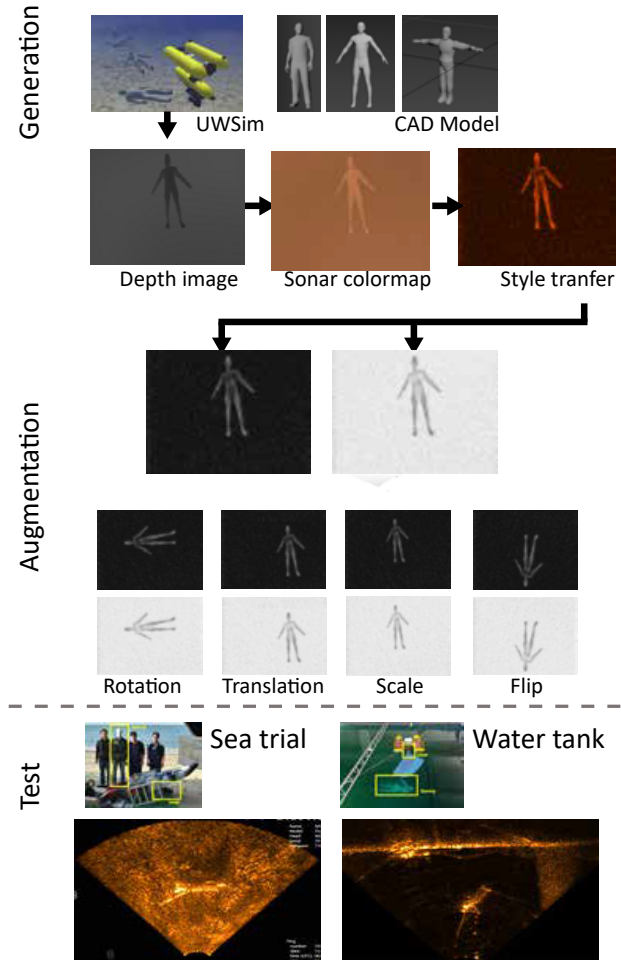 Generation
UWSim
CAD Model
Depth image
Sonar colormap
Style tranfer
Augmentation
Rotation
Translation
Scale
Flip
Test
Sea trial
Water tank